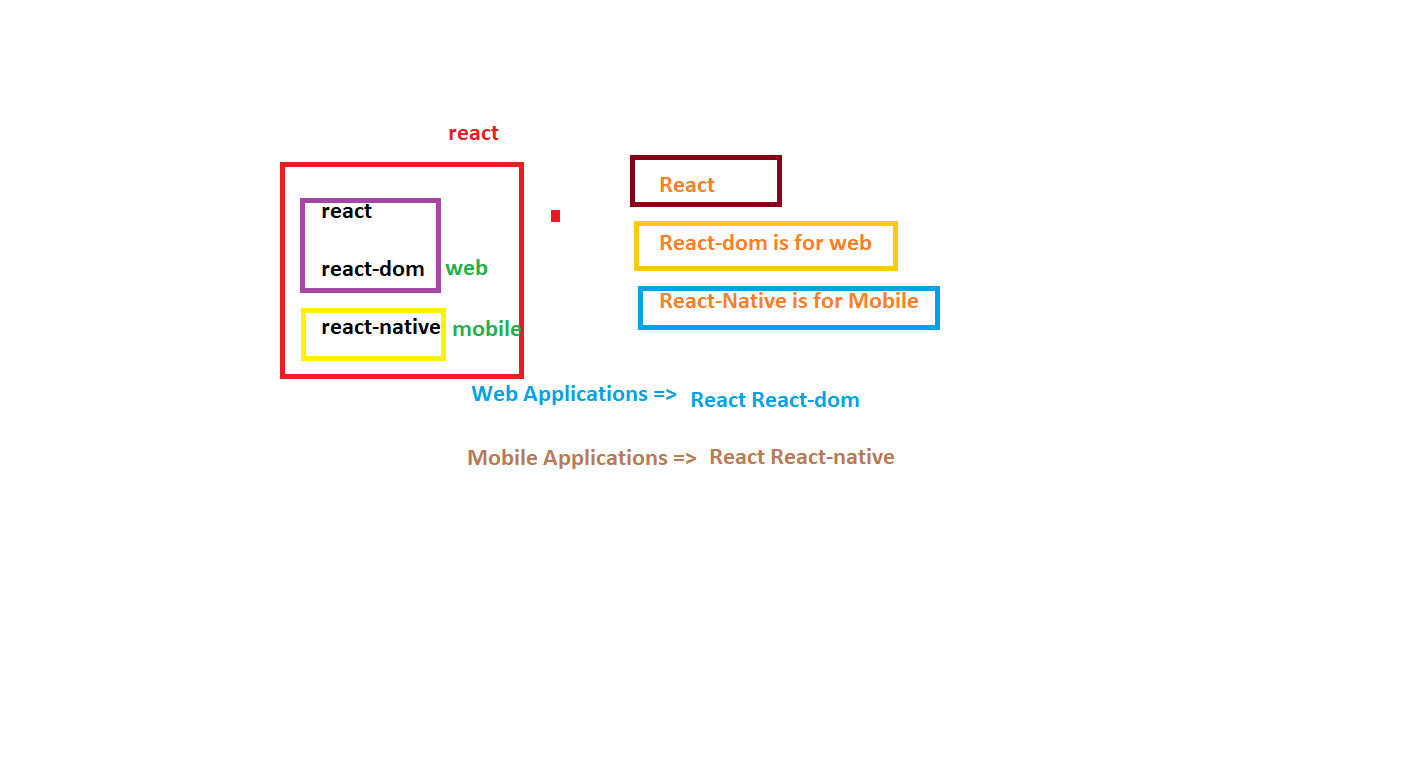 react
react
react-dom web
react-native mobile
React
React-dom is for web
React-Native is for Mobile
Web Applications => React React-dom
Mobile Applications => React React-native